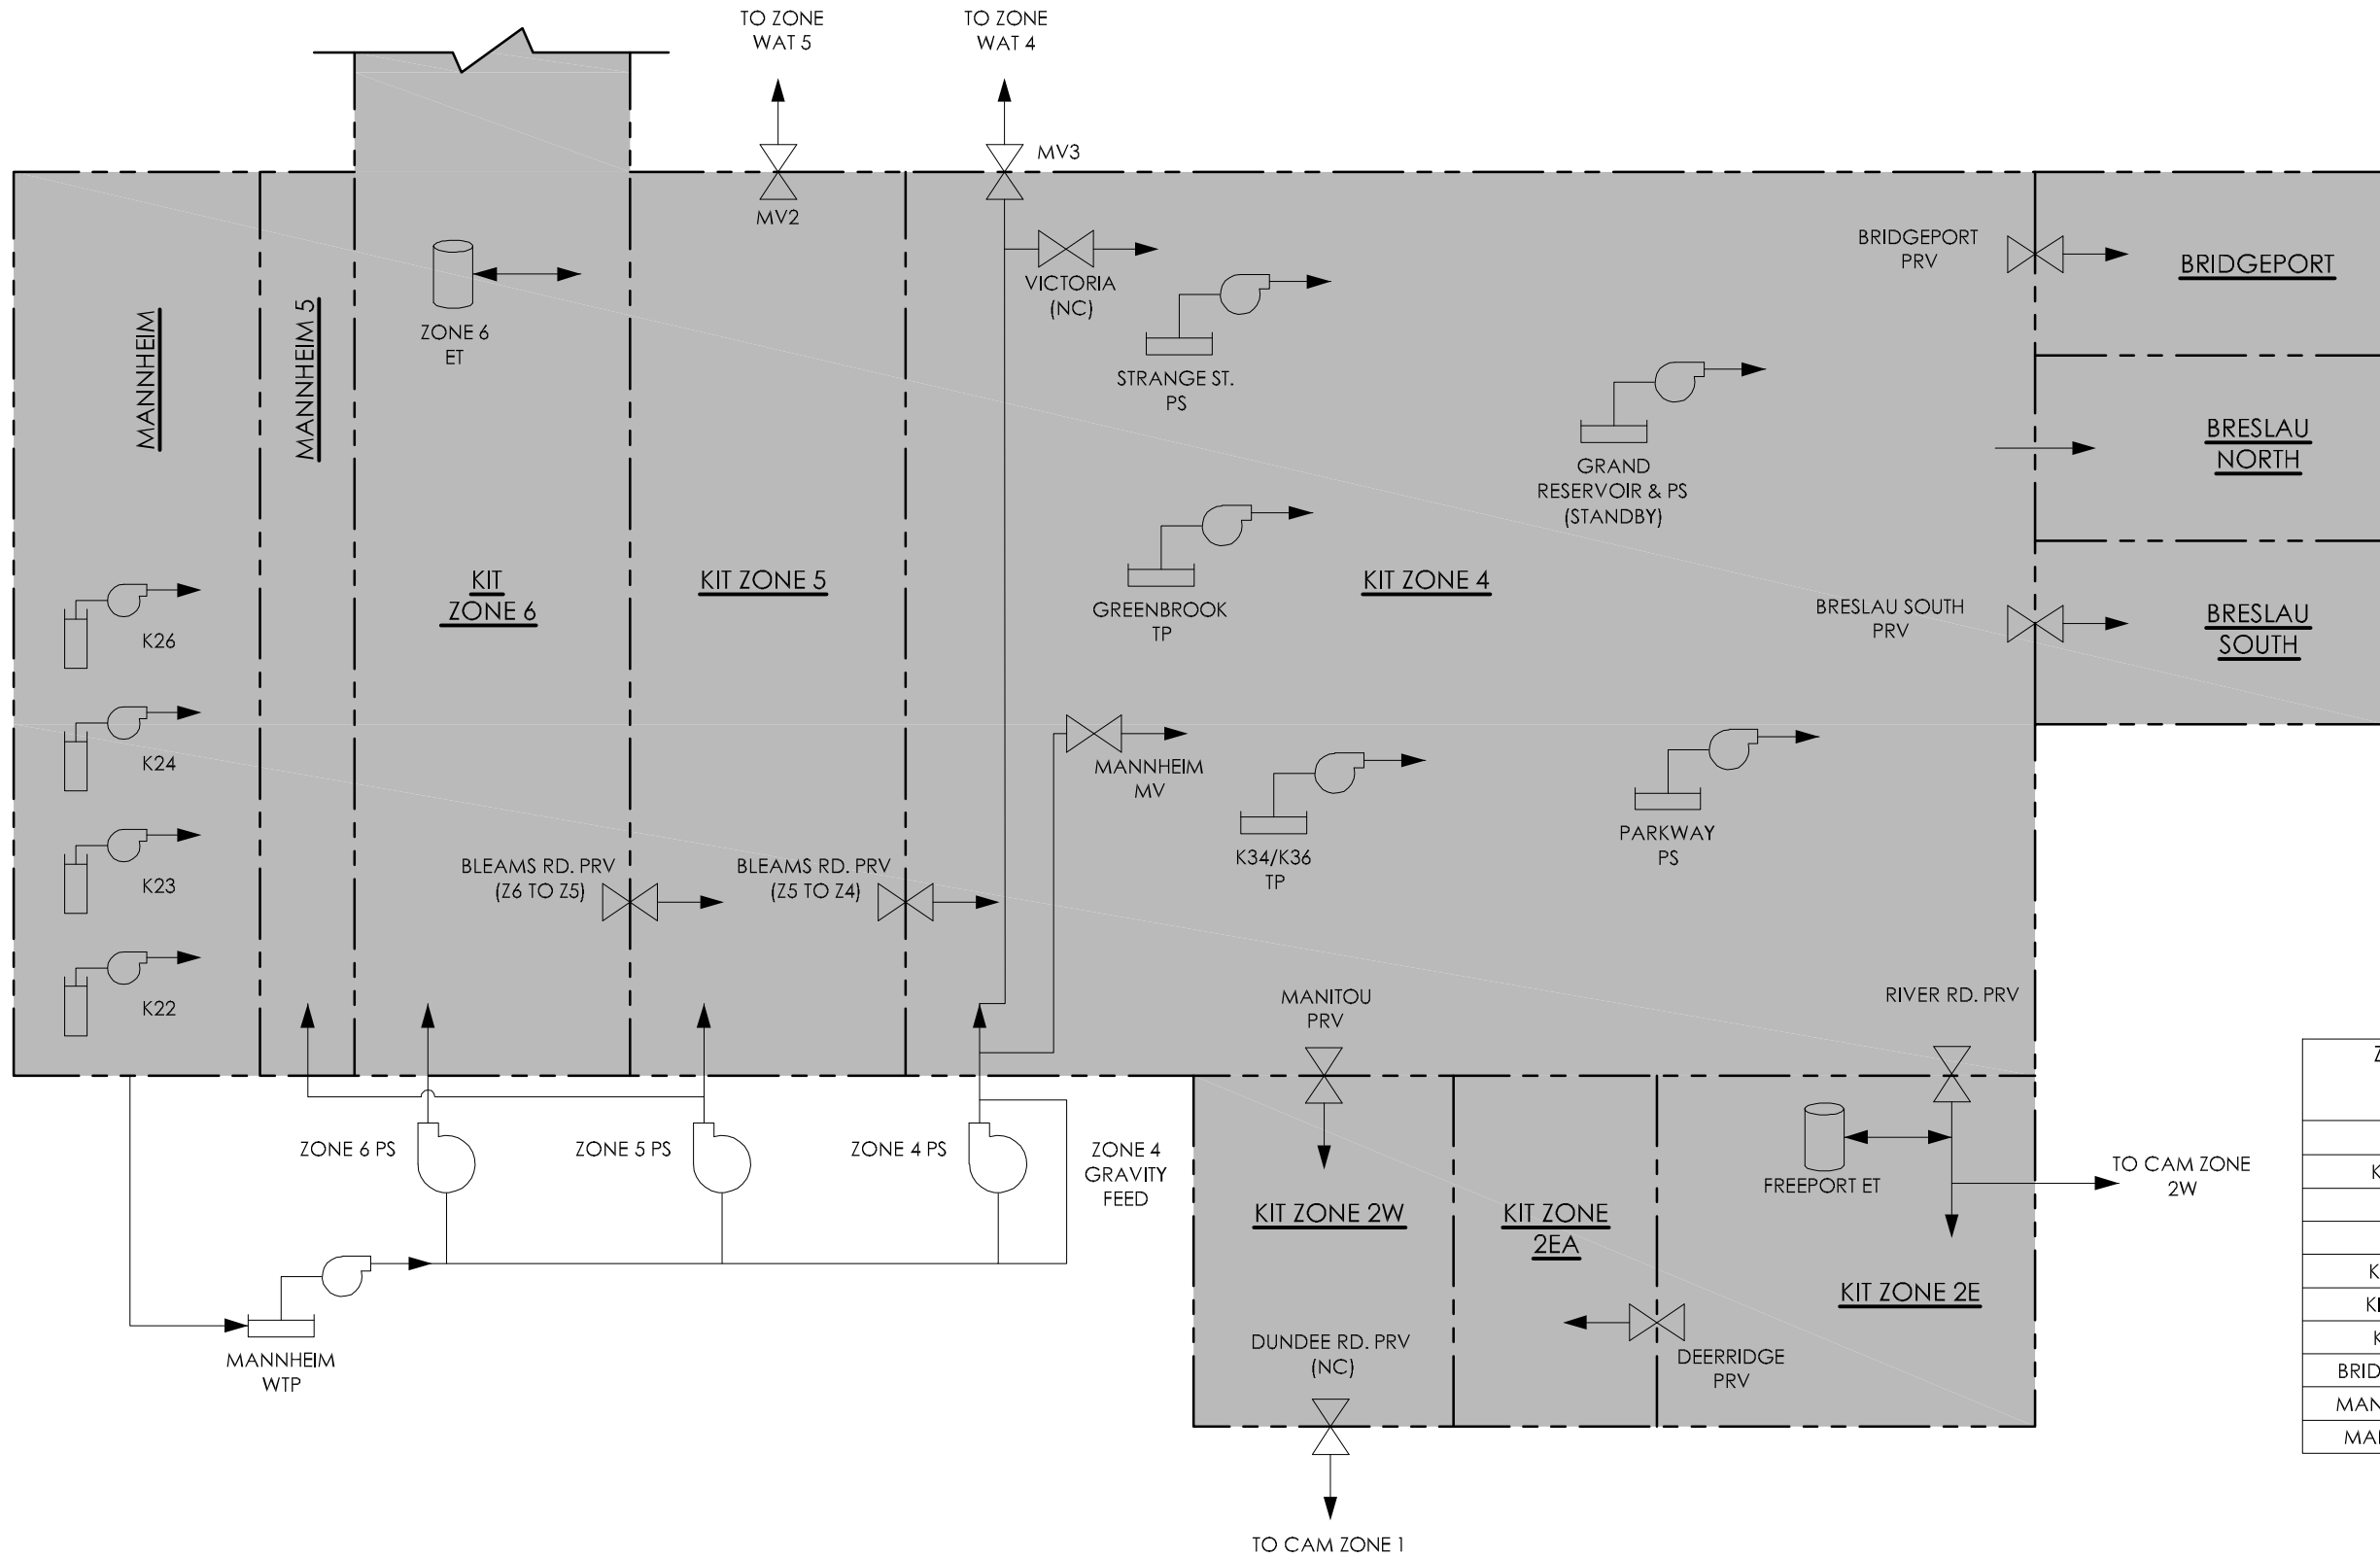 TO ZONE
WAT 5
TO ZONE
WAT 4
MV3
MV2
VICTORIA
(NC)
BRIDGEPORT
PRV
BRIDGEPORT
ZONE 6
ET
MANNHEIM
MANNHEIM 5
STRANGE ST.
PS
GRAND
RESERVOIR & PS
(STANDBY)
BRESLAU
NORTH
KIT
ZONE 6
KIT ZONE 5
GREENBROOK
TP
KIT ZONE 4
BRESLAU SOUTH
PRV
BRESLAU
SOUTH
K26
K24
K23
K22
MANNHEIM
MV
K34/K36
TP
PARKWAY
PS
BLEAMS RD. PRV
(Z6 TO Z5)
BLEAMS RD. PRV
(Z5 TO Z4)
MANITOU
PRV
RIVER RD. PRV
ZONE 6 PS
ZONE 5 PS
ZONE 4 PS
ZONE 4
GRAVITY
FEED
FREEPORT ET
TO CAM ZONE
2W
KIT ZONE 2W
KIT ZONE
2EA
KIT ZONE 2E
MANNHEIM
WTP
DUNDEE RD. PRV
(NC)
DEERRIDGE
PRV
TO CAM ZONE 1
Z
K
K
KI
K
BRID
MAN
MA